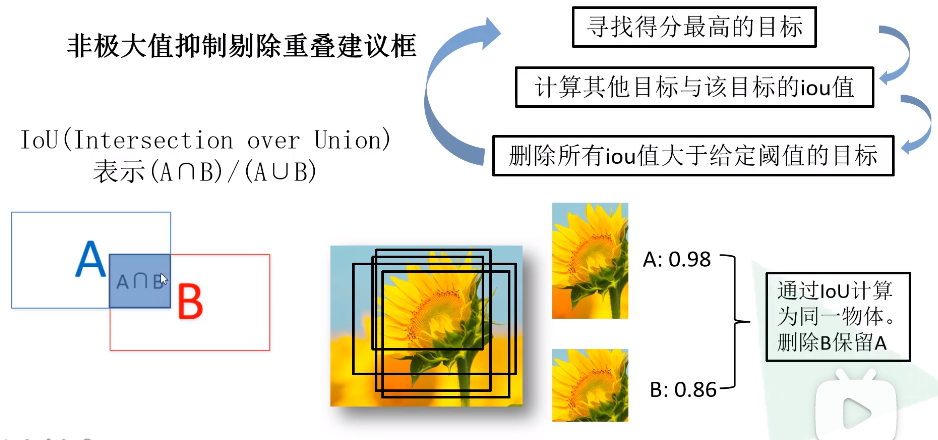 非极大值抑制剔除重叠建议框
寻找得分最高的目标
计算其他目标与该目标的iou值
删除所有iou值大于给定阈值的目标
IoU(Intersection over Union)
表示(A∩B)/(A∪B)
A
A∩B
B
A: 0.98
B: 0.86
通过IoU计算
为同一物体。
删除B保留A